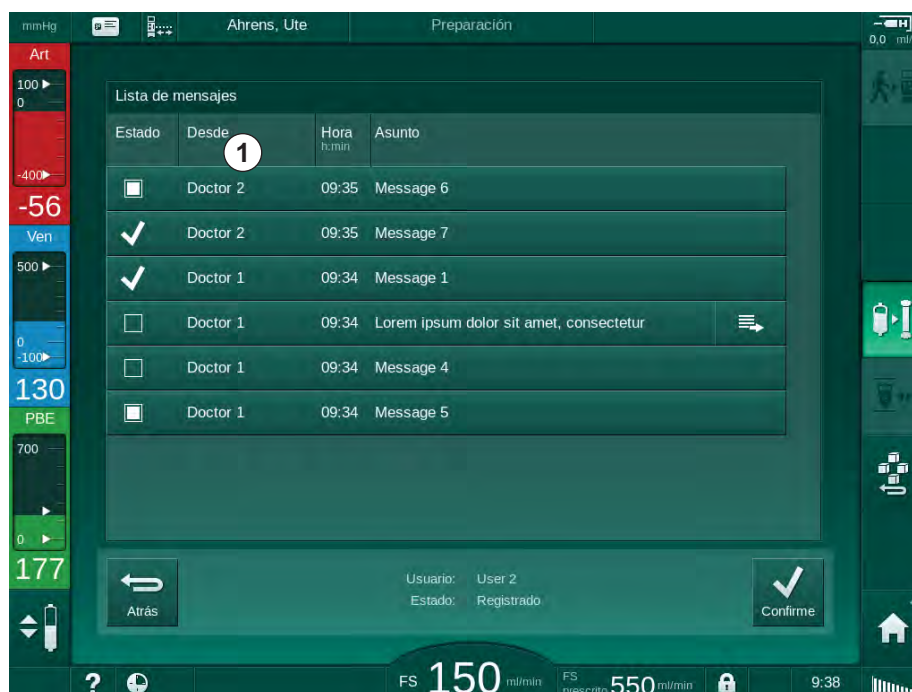 mmHg
Ahrens, Ute
Preparación
0,0 ml/
Art
100
0
-400
-56
Ven
500
0
-100
130
PBE
700
0
177
Lista de mensajes
Estado Desde Hora Asunto
h:min
1
Doctor 2 09:35 Message 6
Doctor 2 09:35 Message 7
Doctor 1 09:34 Message 1
Doctor 1 09:34 Lorem ipsum dolor sit amet, consectetur
Doctor 1 09:34 Message 4
Doctor 1 09:34 Message 5
Atrás
Usuario: User 2
Estado: Registrado
Confirme
? FS 150 ml/min FS
prescrito 550 ml/min 9:38